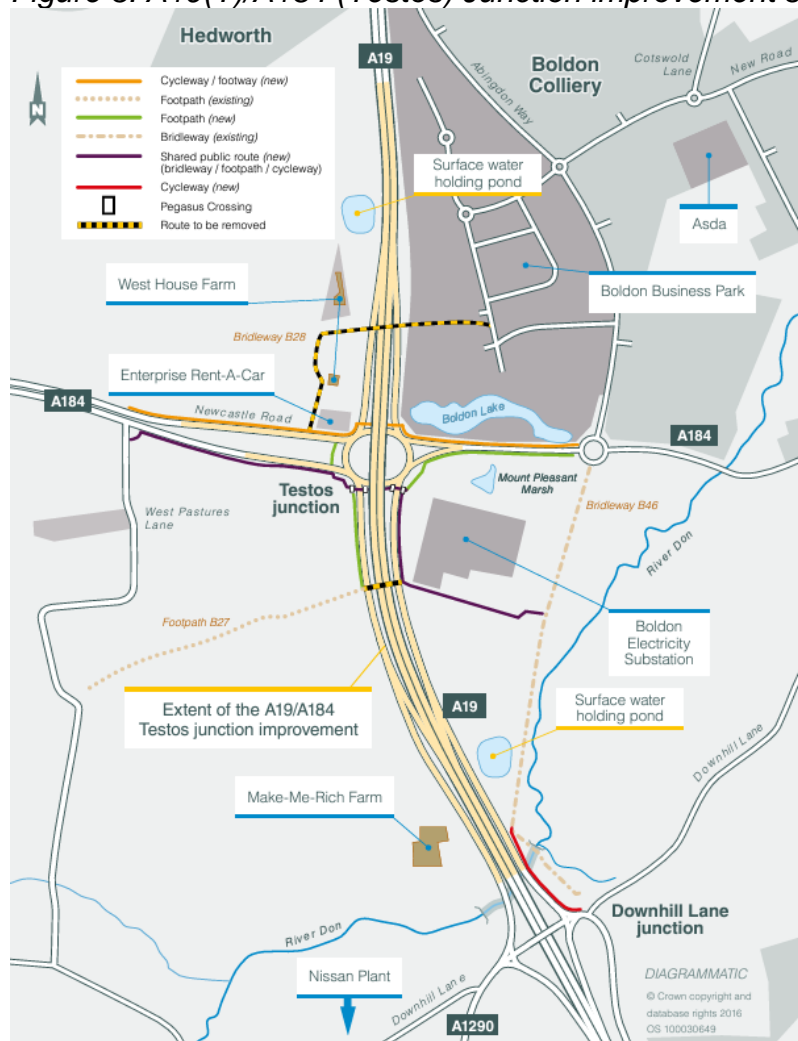 Hedworth
A19
Boldon
Colliery
Cotswold
Lane
New Road
Abingdon Way
Cycleway / footway (new)
Footpath (existing)
Footpath (new)
Bridleway (existing)
Shared public route (new)
(bridleway / footpath / cycleway)
Cycleway (new)
Pegasus Crossing
Route to be removed
N
Surface water
holding pond
Asda
West House Farm
Boldon Business Park
Bridleway B28
Enterprise Rent-A-Car
A184
Newcastle Road
Boldon Lake
A184
Testos
junction
Mount Pleasant
Marsh
West Pastures
Lane
Bridleway B46
River Don
Footpath B27
Boldon
Electricity
Substation
Extent of the A19/A184
Testos junction improvement
A19
Surface water
holding pond
Downhill Lane
Make-Me-Rich Farm
Downhill Lane
junction
River Don
Nissan Plant
Downhill Lane
A1290
DIAGRAMMATIC
© Crown copyright and
database rights 2016
OS 100030649